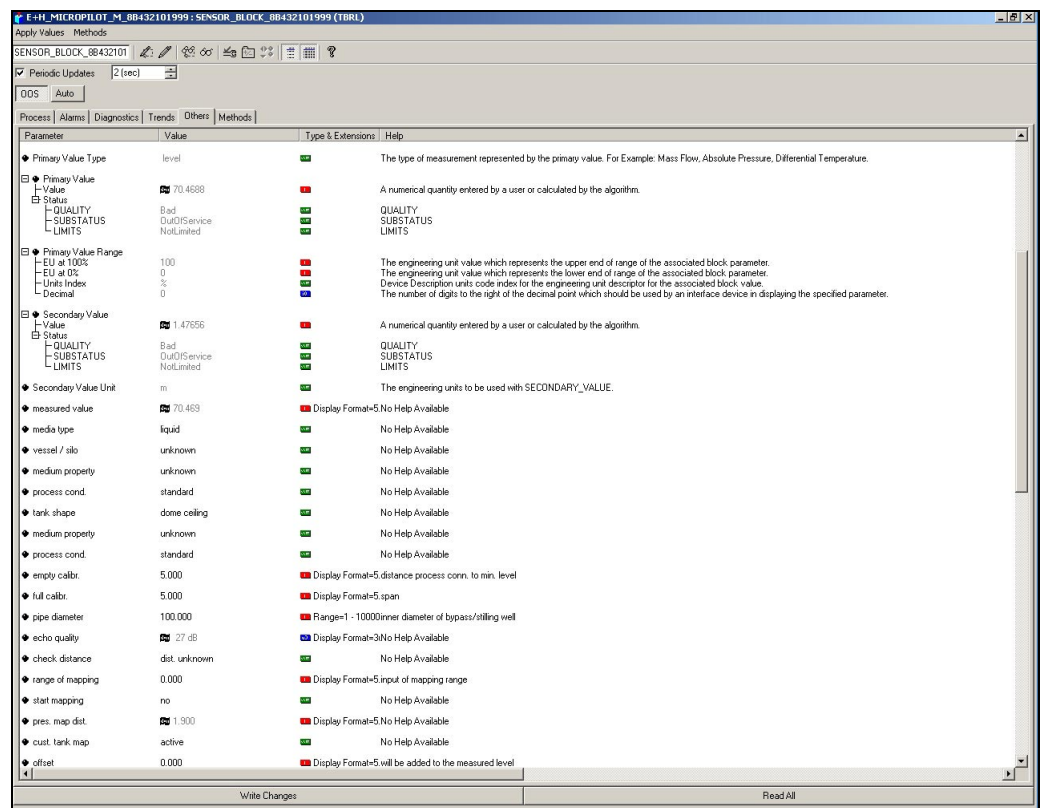 E+H_MICROPILOT_M_8B432101999 : SENSOR_BLOCK_8B432101999 (TBRL)
Apply Values Methods
SENSOR_BLOCK_8B432101
Periodic Updates 2 (sec)
OOS Auto
Process Alarms Diagnostics Trends Others Methods
Parameter Value Type & Extensions Help
Primary Value Type level The type of measurement represented by the primary value. For Example: Mass Flow, Absolute Pressure, Differential Temperature.
Primary Value
Value 70.4688 A numerical quantity entered by a user or calculated by the algorithm.
Status
QUALITY Bad QUALITY
SUBSTATUS OutOfService SUBSTATUS
LIMITS NotLimited LIMITS
Primary Value Range
EU at 100% 100 The engineering unit value which represents the upper end of range of the associated block parameter.
EU at 0% 0 The engineering unit value which represents the lower end of range of the associated block parameter.
Units Index % Device Description units code index for the engineering unit descriptor for the associated block value.
Decimal 0 The number of digits to the right of the decimal point which should be used by an interface device in displaying the specified parameter.
Secondary Value
Value 1.47656 A numerical quantity entered by a user or calculated by the algorithm.
Status
QUALITY Bad QUALITY
SUBSTATUS OutOfService SUBSTATUS
LIMITS NotLimited LIMITS
Secondary Value Unit m The engineering units to be used with SECONDARY_VALUE.
measured value 70.469 Display Format=5. No Help Available
media type liquid No Help Available
vessel / silo unknown No Help Available
medium property unknown No Help Available
process cond. standard No Help Available
tank shape dome ceiling No Help Available
medium property unknown No Help Available
process cond. standard No Help Available
empty calibr. 5.000 Display Format=5. distance process conn. to min. level
full calibr. 5.000 Display Format=5. span
pipe diameter 100.000 Range=1 - 10000 inner diameter of bypass/stilling well
echo quality 27 dB Display Format=3 No Help Available
check distance dist. unknown No Help Available
range of mapping 0.000 Display Format=5. input of mapping range
start mapping no No Help Available
pres. map dist. 1.900 Display Format=5. No Help Available
cust. tank map active No Help Available
offset 0.000 Display Format=5. will be added to the measured level
Write Changes Read All